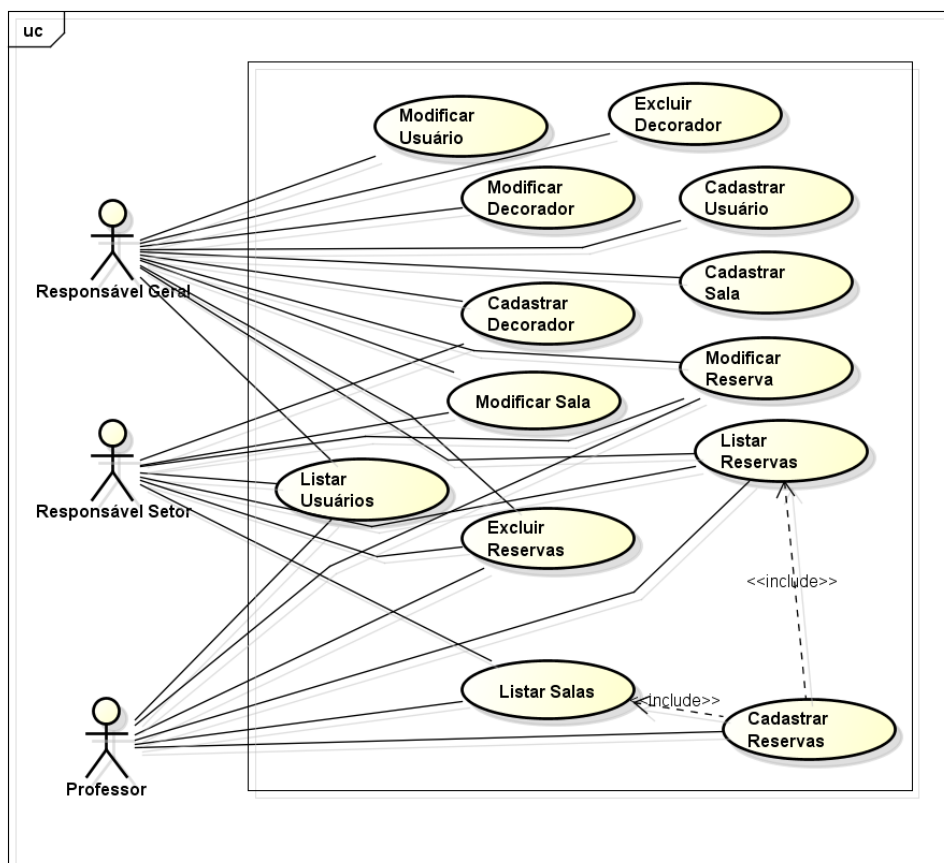 uc
Excluir
Decorador
Modificar
Usuário
Modificar
Decorador
Cadastrar
Usuário
Responsável Geral
Cadastrar
Sala
Cadastrar
Decorador
Modificar
Reserva
Modificar Sala
Listar
Reservas
Listar
Usuários
Responsável Setor
Excluir
Reservas
<<include>>
Listar Salas
<<include>>
Cadastrar
Reservas
Professor